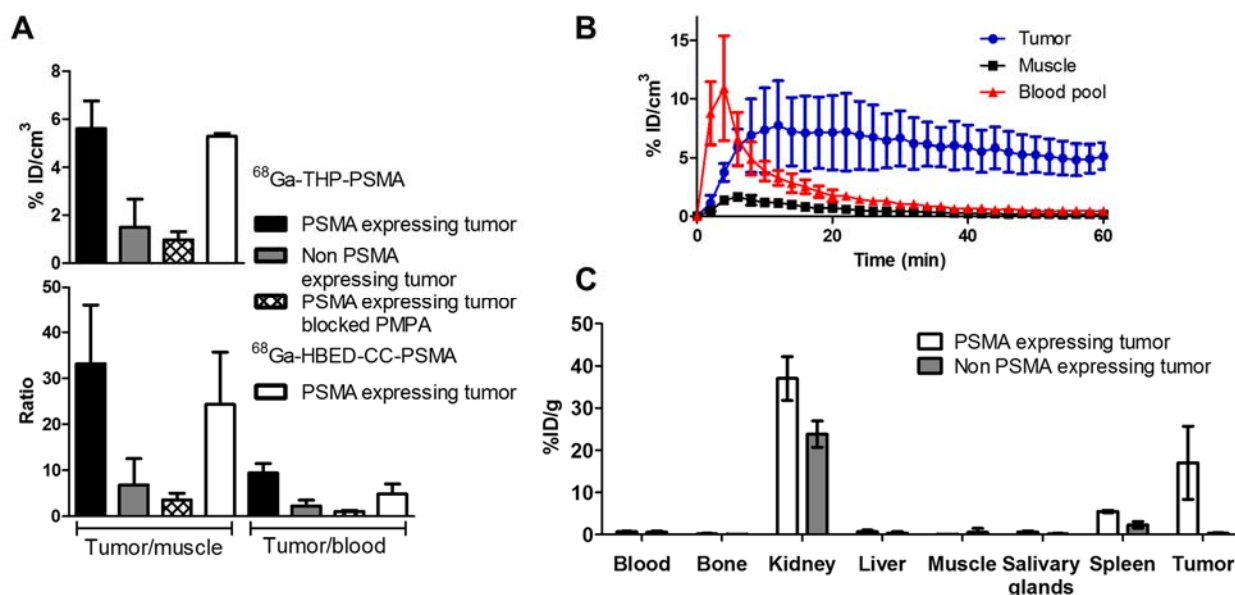 A
% ID/cm³
8
6
4
2
0
⁶⁸Ga-THP-PSMA
PSMA expressing tumor
Non PSMA
expressing tumor
PSMA expressing tumor
blocked PMPA
⁶⁸Ga-HBED-CC-PSMA
PSMA expressing tumor
Ratio
50
40
30
20
10
0
Tumor/muscle
Tumor/blood
B
% ID/cm³
15
10
5
0
Tumor
Muscle
Blood pool
0
20
40
60
Time (min)
C
%ID/g
50
40
30
20
10
0
PSMA expressing tumor
Non PSMA expressing tumor
Blood Bone Kidney Liver Muscle Salivary Spleen Tumor
glands